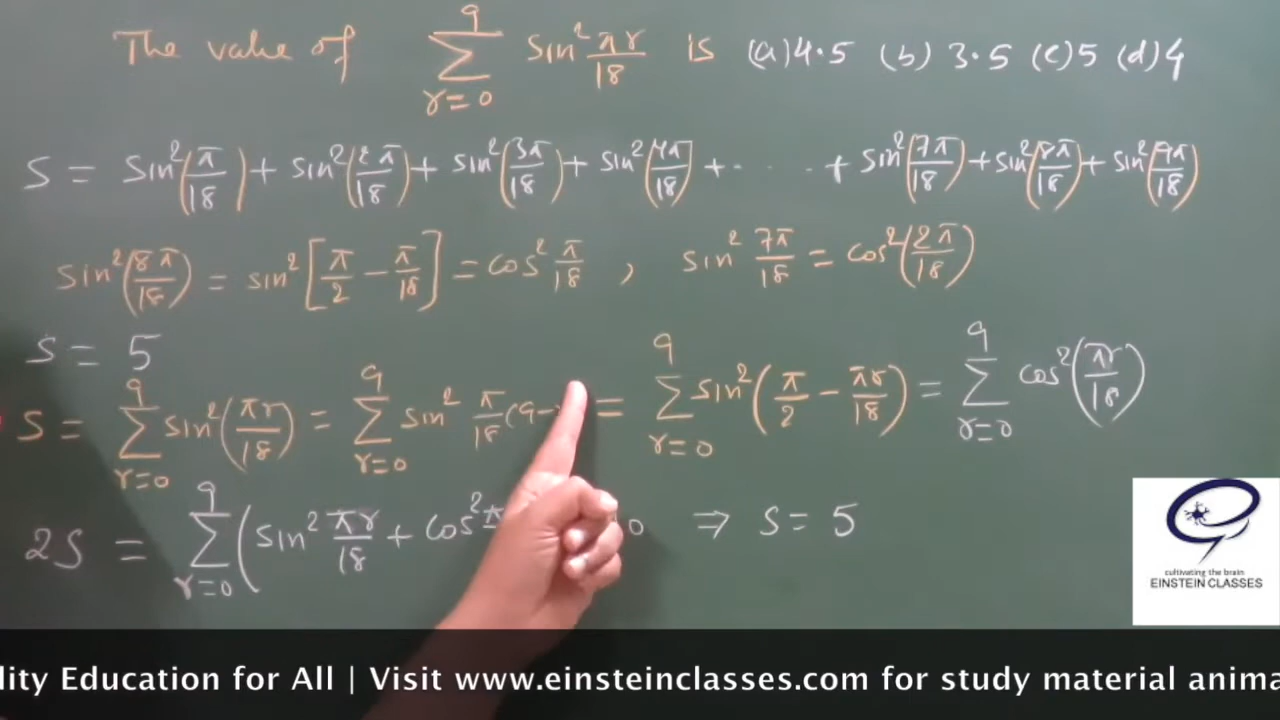 The value of ∑_{r=0}^{9} sin² πr/18 is (a) 4.5 (b) 3.5 (c) 5 (d) 4
S = sin²(π/18) + sin²(2π/18) + sin²(3π/18) + sin²(4π/18) + ..... + sin²(7π/18) + sin²(8π/18) + sin²(9π/18)
sin²(8π/18) = sin²[π/2 − π/18] = cos² π/18 , sin² 7π/18 = cos²(2π/18)
S = 5
S = ∑_{r=0}^{9} sin²(πr/18) = ∑_{r=0}^{9} sin² π/18 (9− = ∑_{r=0}^{9} sin²(π/2 − πr/18) = ∑_{r=0}^{9} cos²(πr/18)
2S = ∑_{r=0}^{9} (sin² πr/18 + cos² π 0 ⇒ S = 5
cultivating the brain
EINSTEIN CLASSES
lity Education for All | Visit www.einsteinclasses.com for study material anima